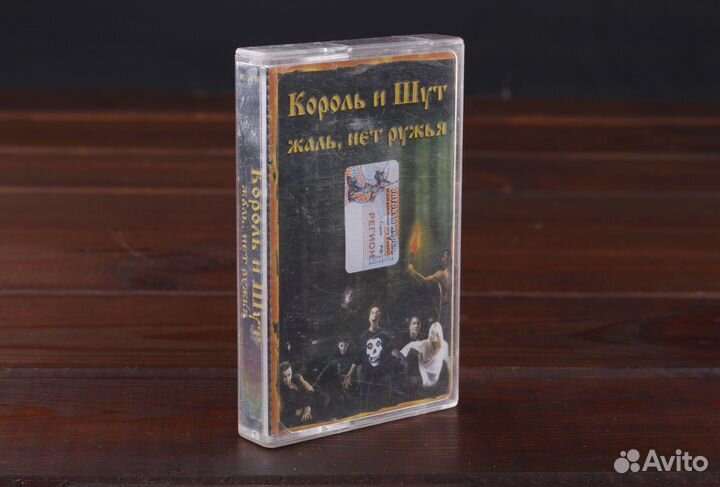 Король и Шут
жаль, нет ружья
РЕГИОН
Король и Шут
жаль, нет ружья
Avito